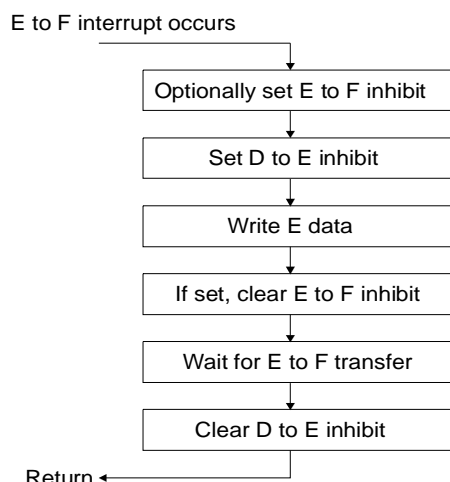 E to F interrupt occurs
Optionally set E to F inhibit
Set D to E inhibit
Write E data
If set, clear E to F inhibit
Wait for E to F transfer
Clear D to E inhibit
Return